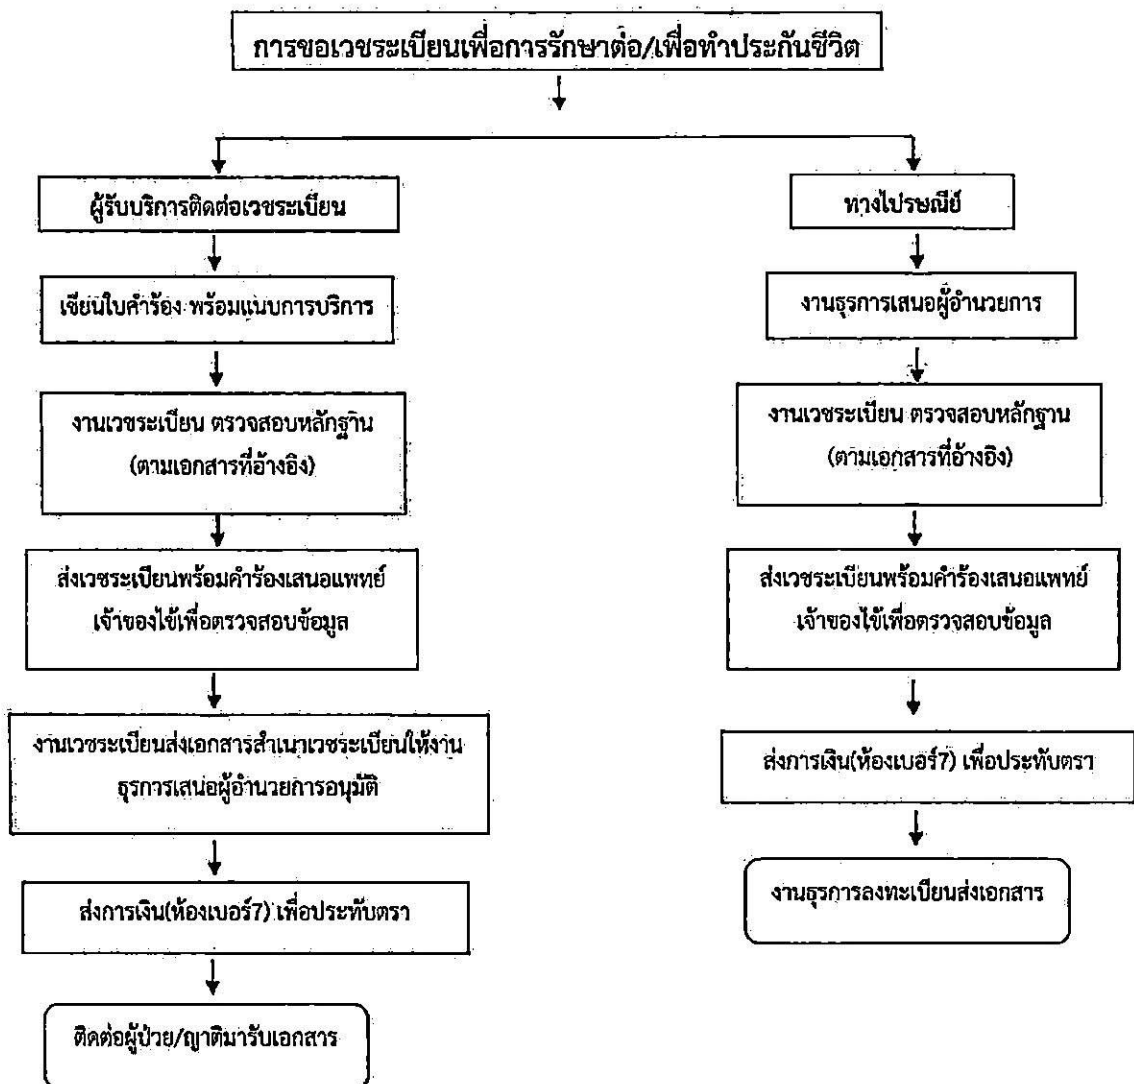 การขอเวชระเบียนเพื่อการรักษาต่อ/เพื่อทำประกันชีวิต
ผู้รับบริการติดต่อเวชระเบียน
เขียนใบคำร้อง พร้อมแนบการบริการ
งานเวชระเบียน ตรวจสอบหลักฐาน
(ตามเอกสารที่อ้างอิง)
ส่งเวชระเบียนพร้อมคำร้องเสนอแพทย์
เจ้าของไข้เพื่อตรวจสอบข้อมูล
งานเวชระเบียนส่งเอกสารสำเนาเวชระเบียนให้งาน
ธุรการเสนอผู้อำนวยการอนุมัติ
ส่งการเงิน(ห้องเบอร์7) เพื่อประทับตรา
ติดต่อผู้ป่วย/ญาติมารับเอกสาร
ทางไปรษณีย์
งานธุรการเสนอผู้อำนวยการ
งานเวชระเบียน ตรวจสอบหลักฐาน
(ตามเอกสารที่อ้างอิง)
ส่งเวชระเบียนพร้อมคำร้องเสนอแพทย์
เจ้าของไข้เพื่อตรวจสอบข้อมูล
ส่งการเงิน(ห้องเบอร์7) เพื่อประทับตรา
งานธุรการลงทะเบียนส่งเอกสาร